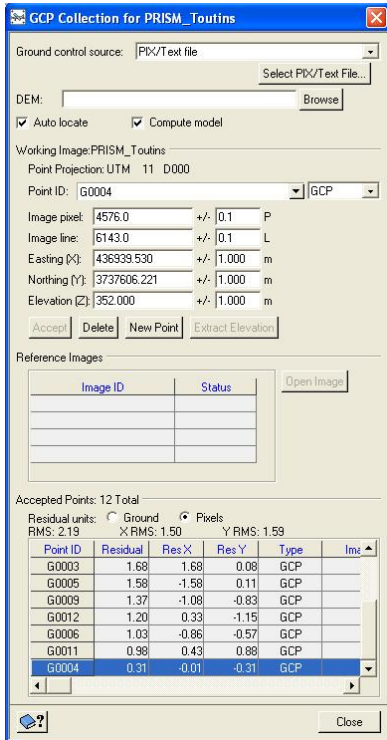 GCP Collection for PRISM_Toutins
Ground control source: PIX/Text file
Select PIX/Text File...
DEM: Browse
Auto locate Compute model
Working Image:PRISM_Toutins
Point Projection: UTM 11 D000
Point ID: G0004 GCP
Image pixel: 4576.0 +/- 0.1 P
Image line: 6143.0 +/- 0.1 L
Easting (X): 436939.530 +/- 1.000 m
Northing (Y): 3737606.221 +/- 1.000 m
Elevation (Z): 352.000 +/- 1.000 m
Accept Delete New Point Extract Elevation
Reference Images
Image ID Status Open Image
Accepted Points: 12 Total
Residual units: Ground Pixels
RMS: 2.19 X RMS: 1.50 Y RMS: 1.59
Point ID Residual Res X Res Y Type Ima
G0003 1.68 1.68 0.08 GCP
G0005 1.58 -1.58 0.11 GCP
G0009 1.37 -1.08 -0.83 GCP
G0012 1.20 0.33 -1.15 GCP
G0006 1.03 -0.86 -0.57 GCP
G0011 0.98 0.43 0.88 GCP
G0004 0.31 -0.01 -0.31 GCP
? Close